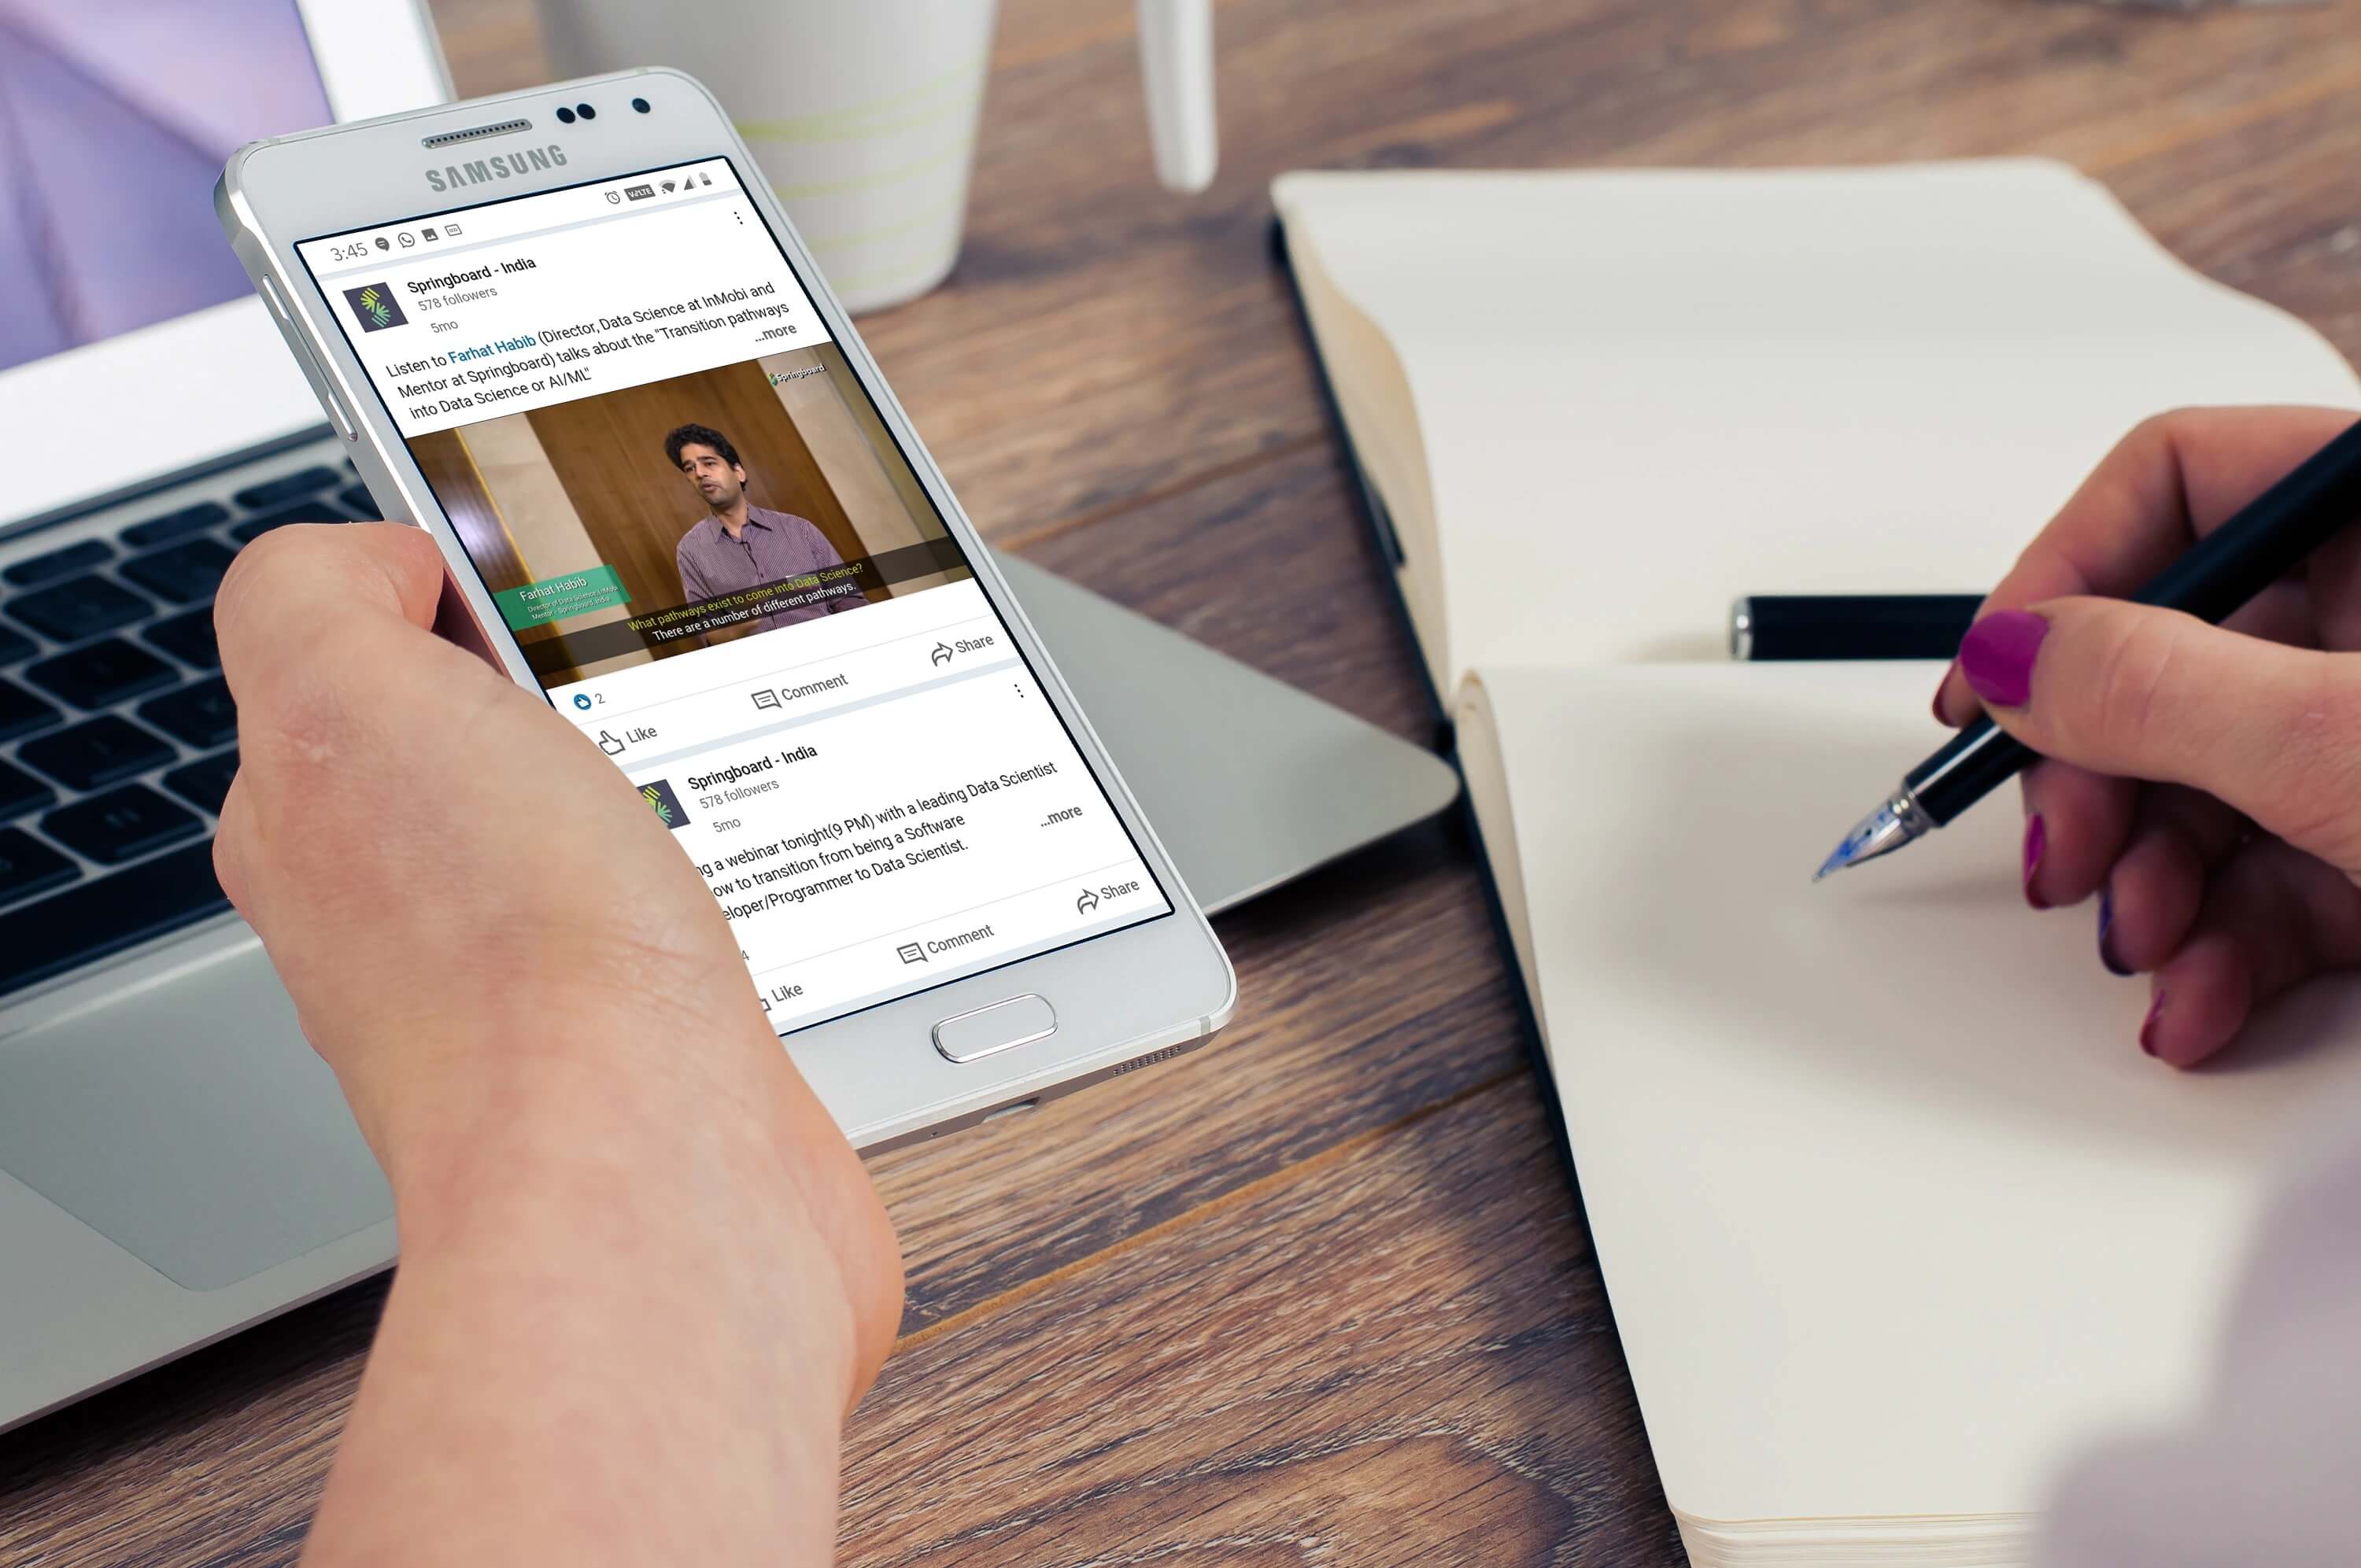 SAMSUNG
3:45
VoLTE
Springboard - India
578 followers
5mo
Listen to Farhat Habib (Director, Data Science at InMobi and
Mentor at Springboard) talks about the "Transition pathways
into Data Science or AI/ML"
...more
Springboard
Farhat Habib
Director of Data Science, InMobi
Mentor - Springboard, India
What pathways exist to come into Data Science?
There are a number of different pathways.
2
Like
Comment
Share
Springboard - India
578 followers
5mo
ng a webinar tonight(9 PM) with a leading Data Scientist
ow to transition from being a Software
eloper/Programmer to Data Scientist.
...more
4
Like
Comment
Share